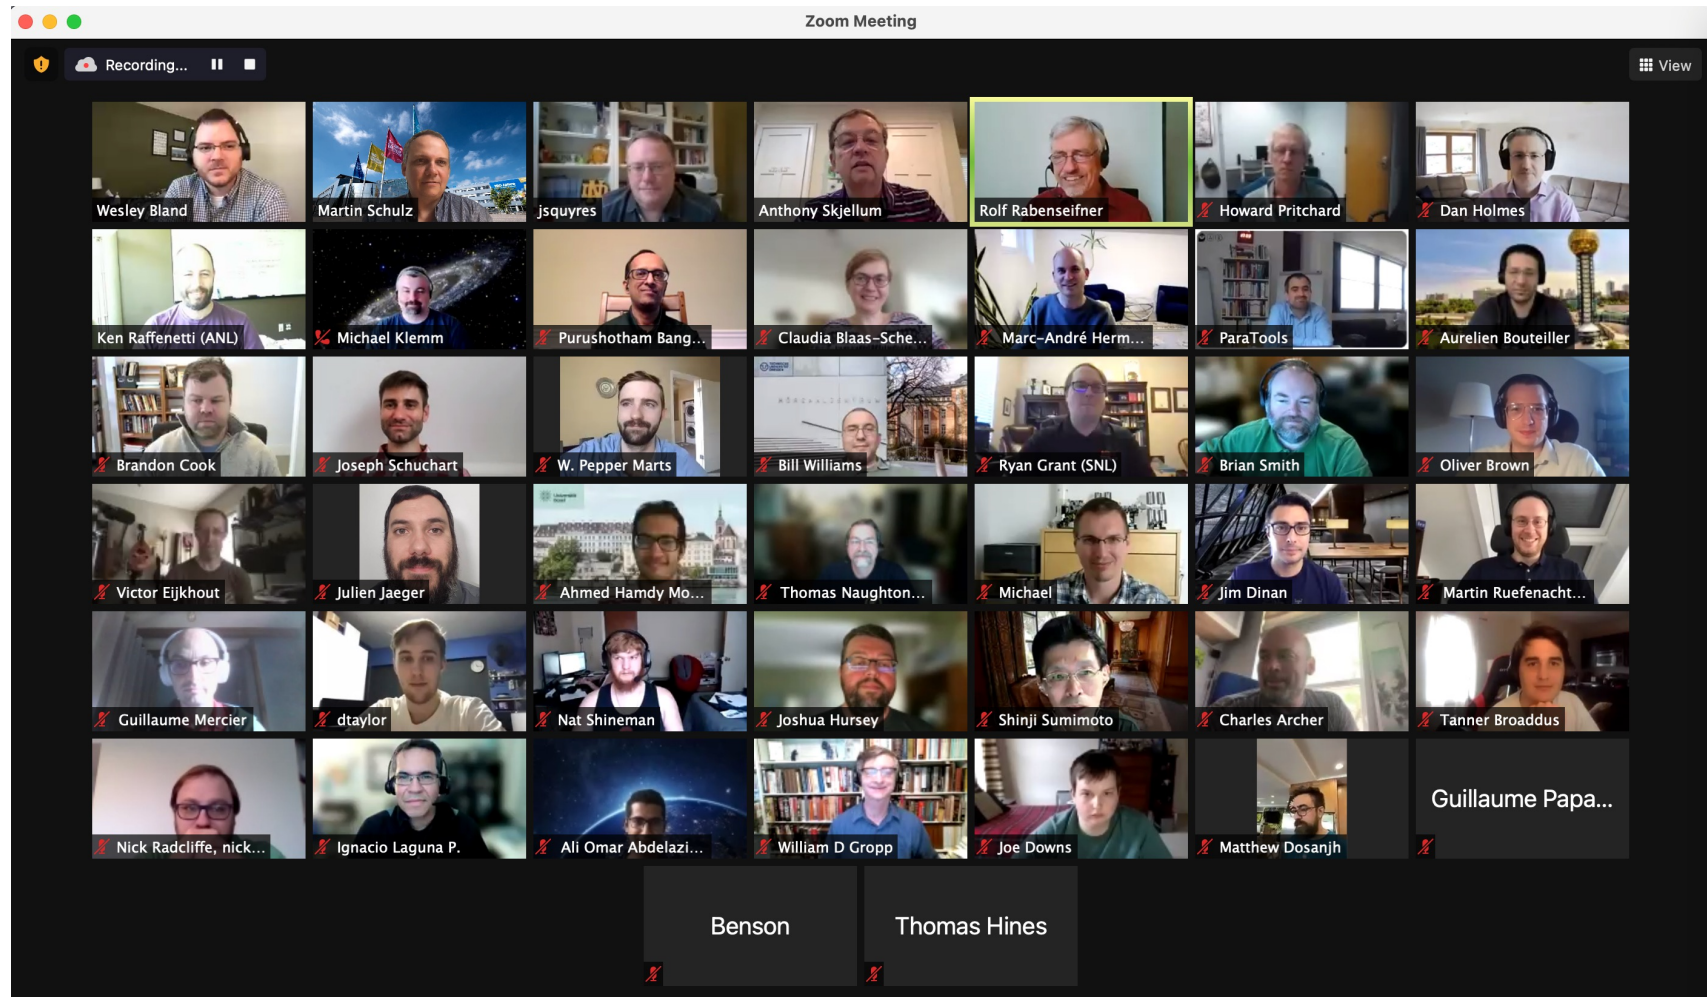 Zoom Meeting
Recording...
View
Wesley Bland
Martin Schulz
jsquyres
Anthony Skjellum
Rolf Rabenseifner
Howard Pritchard
Dan Holmes
Ken Raffenetti (ANL)
Michael Klemm
Purushotham Bang...
Claudia Blaas-Sche...
Marc-André Herm...
ParaTools
Aurelien Bouteiller
Brandon Cook
Joseph Schuchart
W. Pepper Marts
Bill Williams
Ryan Grant (SNL)
Brian Smith
Oliver Brown
Victor Eijkhout
Julien Jaeger
Ahmed Hamdy Mo...
Thomas Naughton...
Michael
Jim Dinan
Martin Ruefenacht...
Guillaume Mercier
dtaylor
Nat Shineman
Joshua Hursey
Shinji Sumimoto
Charles Archer
Tanner Broaddus
Nick Radcliffe, nick...
Ignacio Laguna P.
Ali Omar Abdelazi...
William D Gropp
Joe Downs
Matthew Dosanjh
Guillaume Papa...
Benson
Thomas Hines